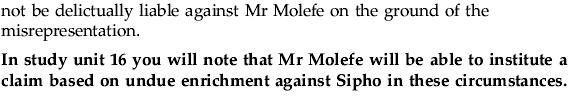 not be delictually liable against Mr Molefe on the ground of the
misrepresentation.
In study unit 16 you will note that Mr Molefe will be able to institute a
claim based on undue enrichment against Sipho in these circumstances.